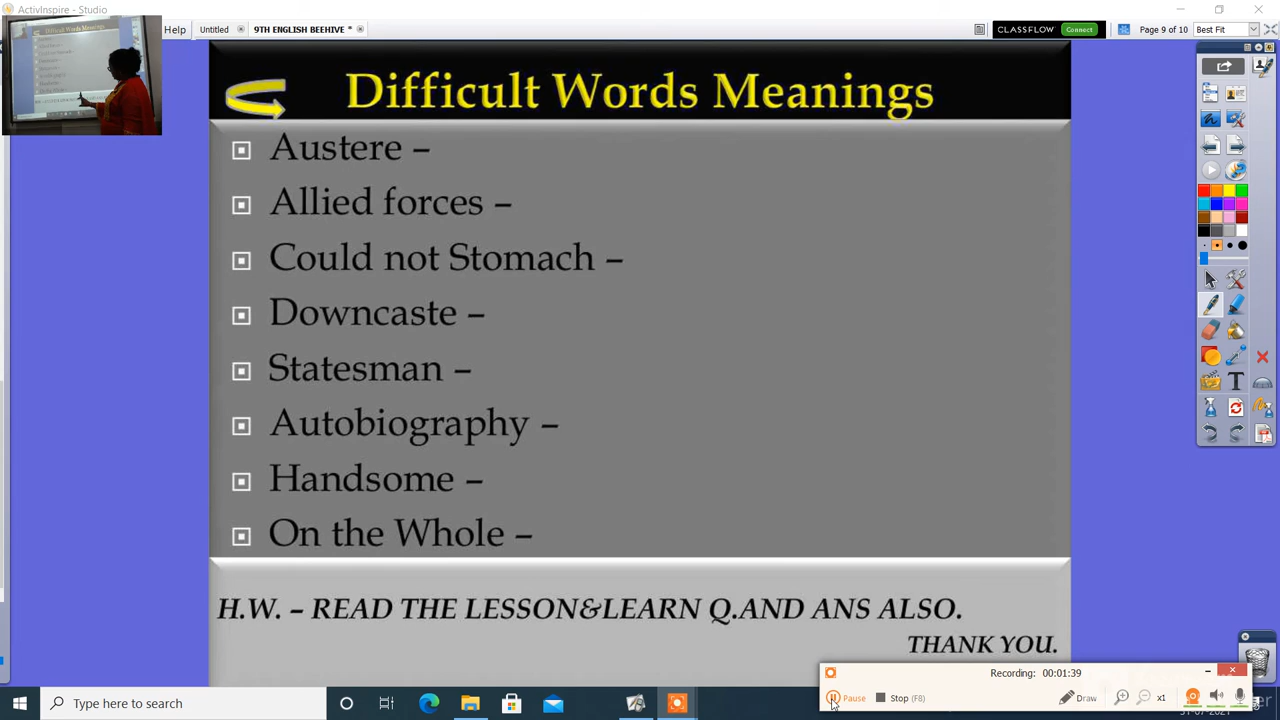 ActivInspire - Studio
Help
Untitled
9TH ENGLISH BEEHIVE *
CLASSFLOW
Connect
Page 9 of 10
Best Fit
Difficult Words Meanings
Austere –
Allied forces –
Could not Stomach –
Downcaste –
Statesman –
Autobiography –
Handsome –
On the Whole –
H.W. – READ THE LESSON&LEARN Q.AND ANS ALSO.
THANK YOU.
Recording: 00:01:39
Pause
Stop (F8)
Draw
x1
Type here to search